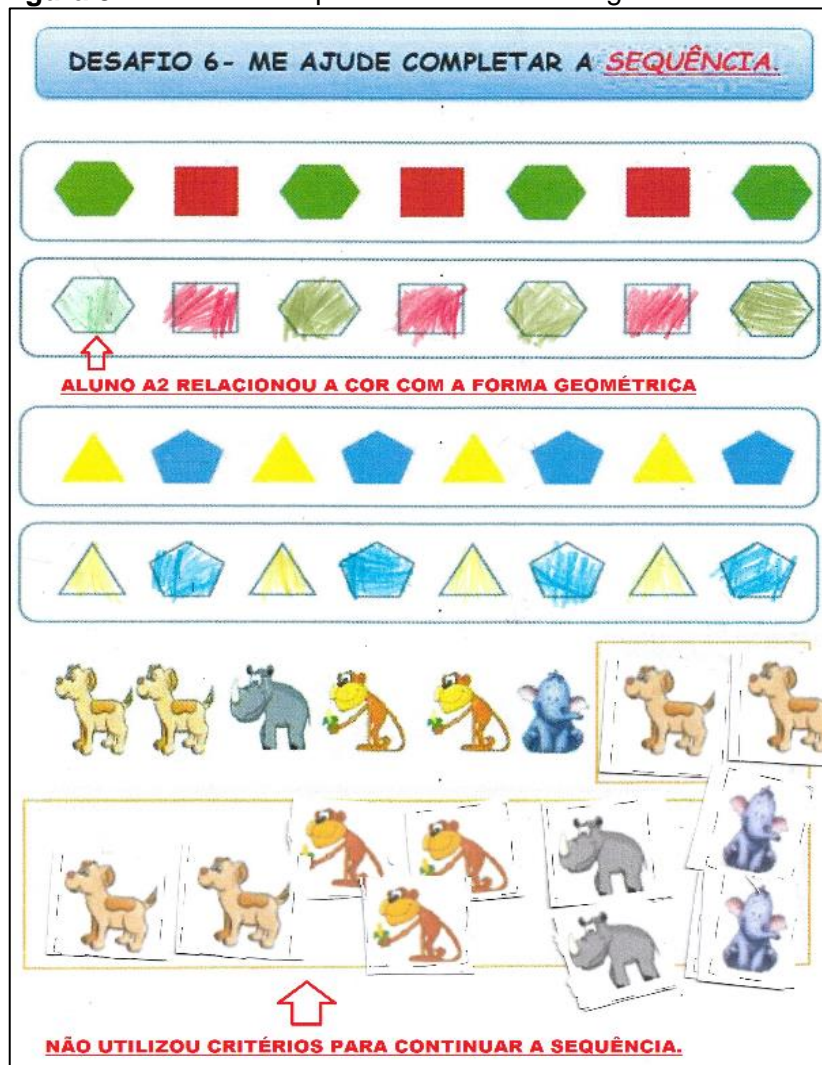 DESAFIO 6- ME AJUDE COMPLETAR A SEQUÊNCIA.
ALUNO A2 RELACIONOU A COR COM A FORMA GEOMÉTRICA
NÃO UTILIZOU CRITÉRIOS PARA CONTINUAR A SEQUÊNCIA.